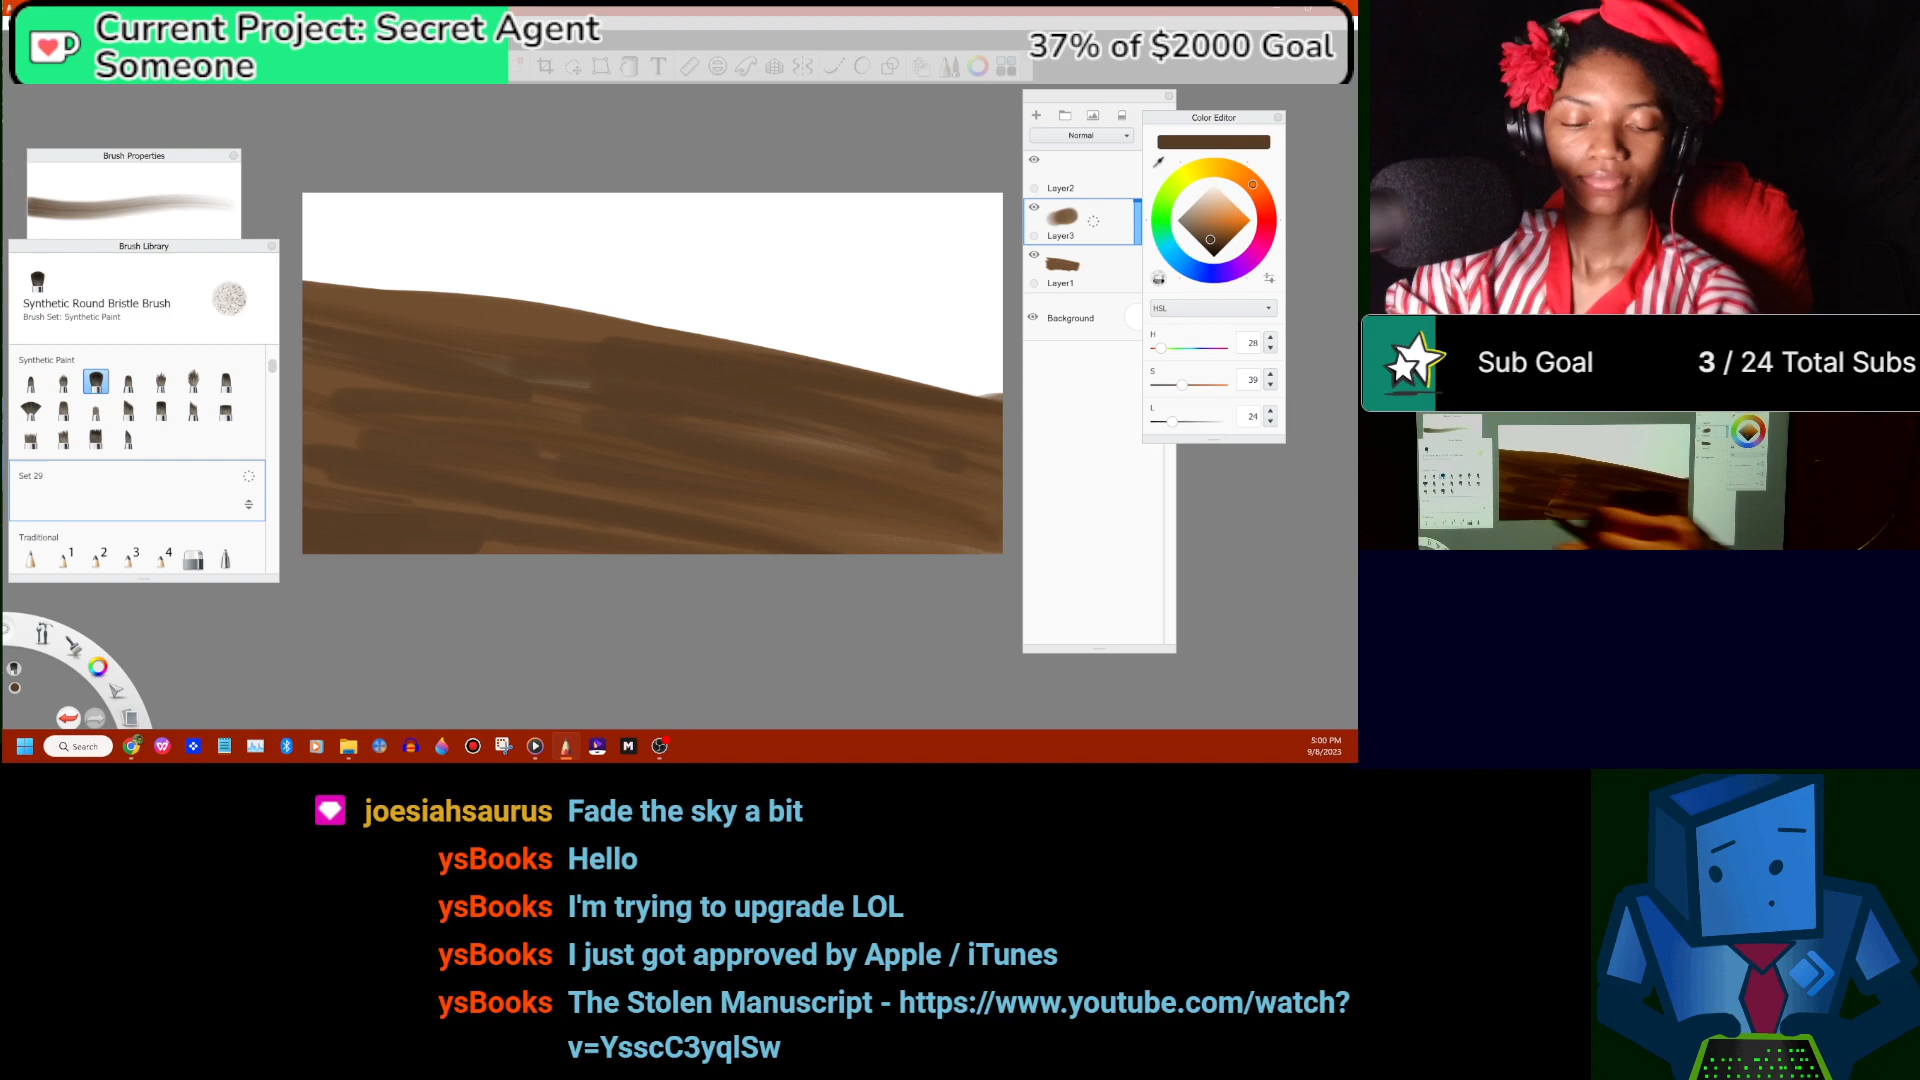 Current Project: Secret Agent
Someone
37% of $2000 Goal
T
Brush Properties
Brush Library
Synthetic Round Bristle Brush
Brush Set: Synthetic Paint
Synthetic Paint
Set 29
Traditional
1 2 3 4
Normal
Layer2
Layer3
Layer1
Background
Color Editor
HSL
H
28
S
39
L
24
Search
M
5:00 PM
9/8/2023
Sub Goal
3 / 24 Total Subs
joesiahsaurus Fade the sky a bit
ysBooks Hello
ysBooks I'm trying to upgrade LOL
ysBooks I just got approved by Apple / iTunes
ysBooks The Stolen Manuscript - https://www.youtube.com/watch?
v=YsscC3yqlSw